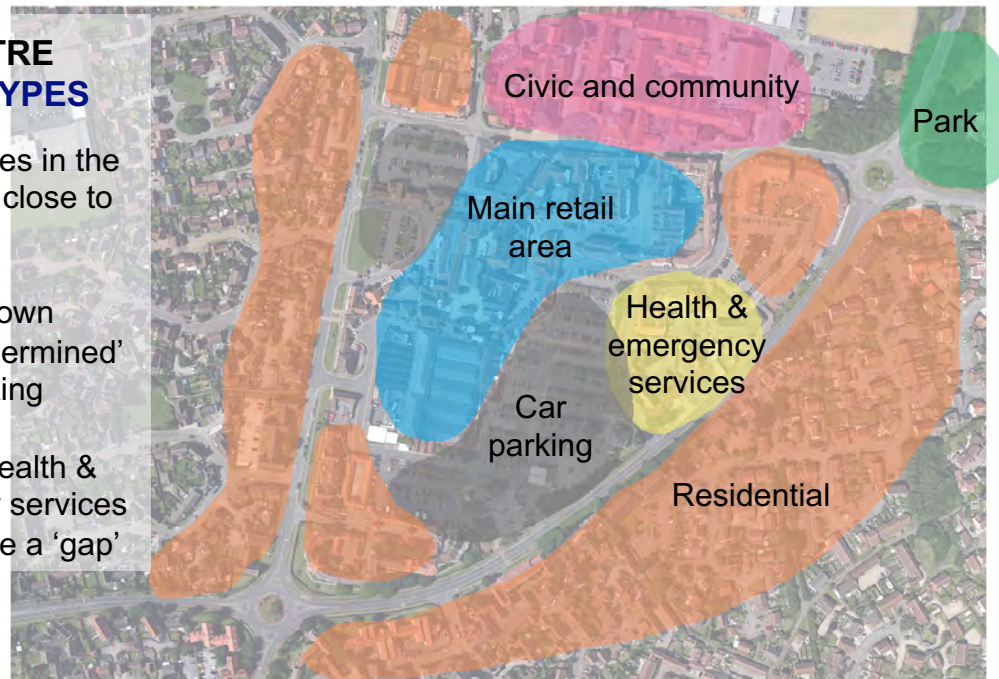 TRE
YPES
es in the
close to
own
ermined’
king
ealth &
services
e a ‘gap’
Civic and community
Park
Main retail
area
Health &
emergency
services
Car
parking
Residential